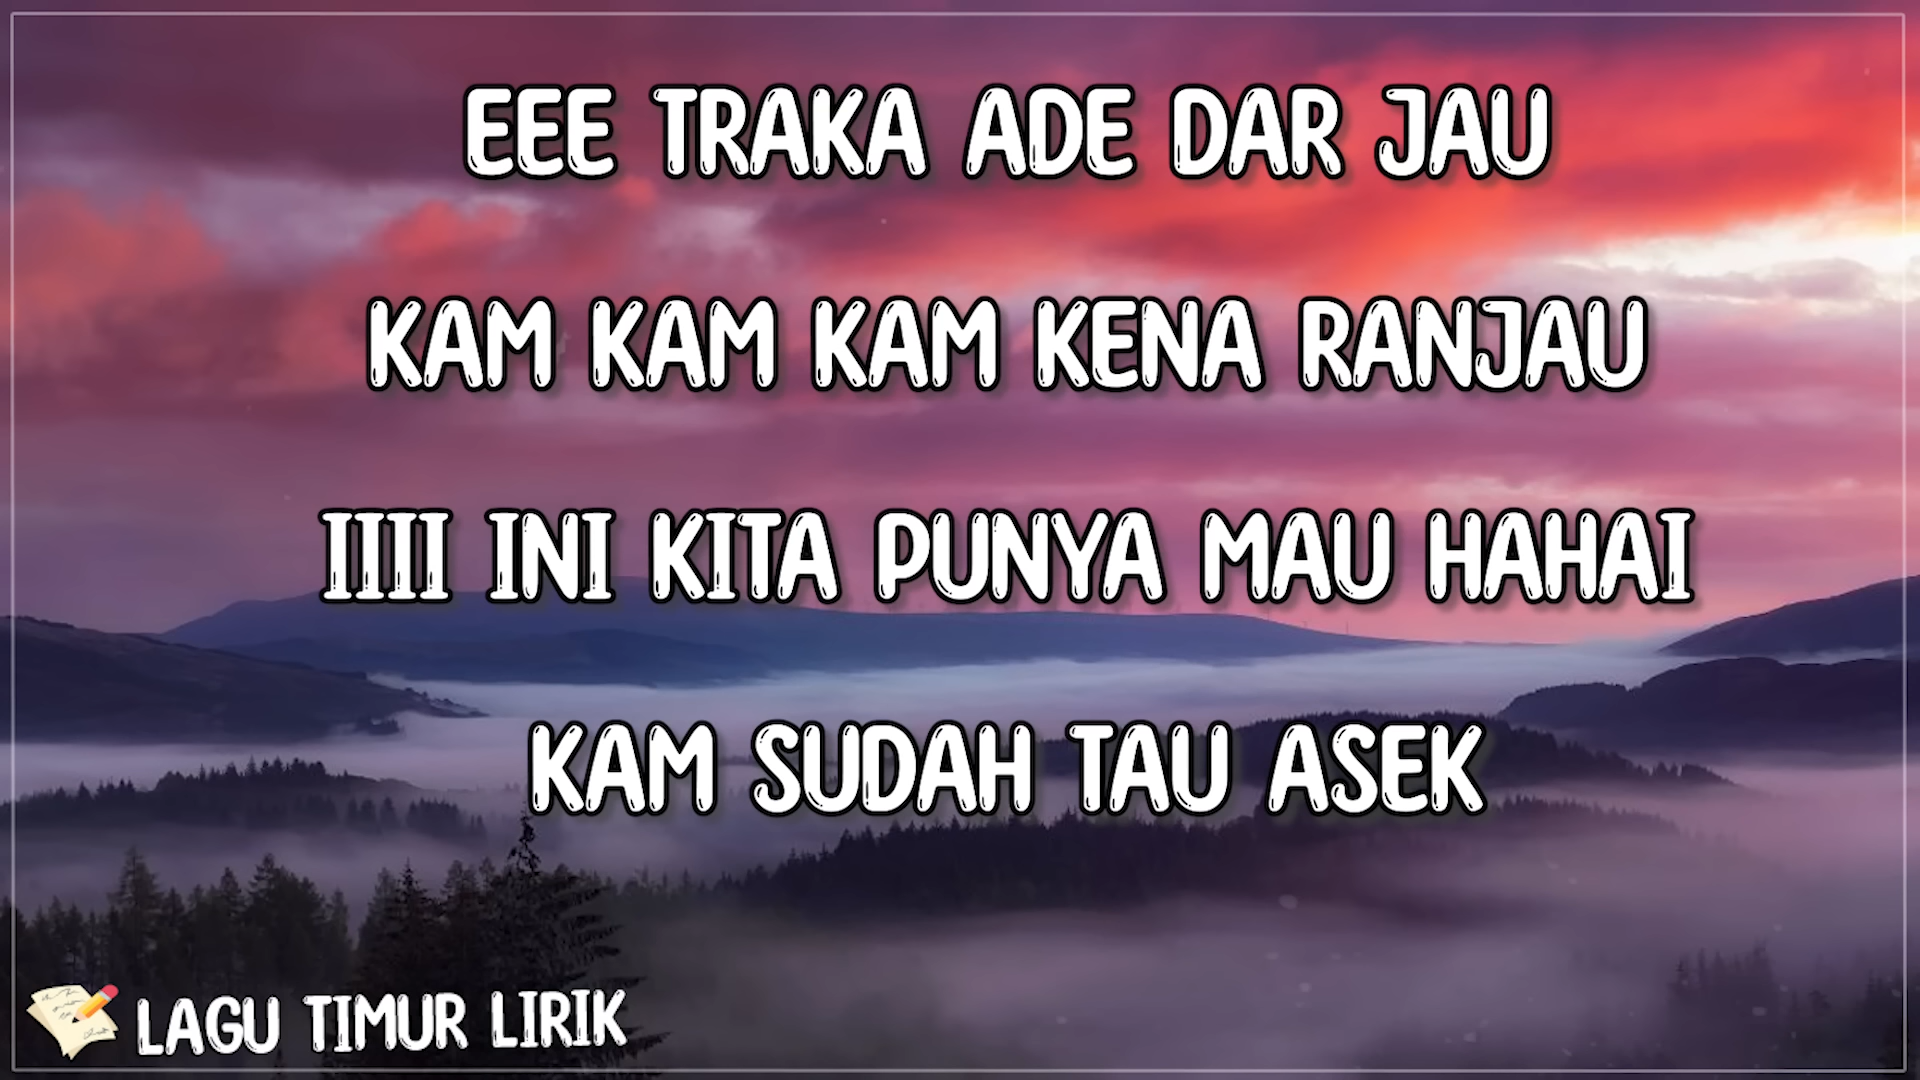 EEE TRAKA ADE DAR JAU
KAM KAM KAM KENA RANJAU
IIII INI KITA PUNYA MAU HAHAI
KAM SUDAH TAU ASEK
LAGU TIMUR LIRIK